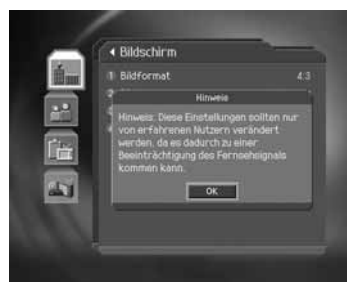 Bildschirm
1 Bildformat 4:3
2
Hinweis
3
Hinweis: Diese Einstellungen sollten nur
von erfahrenen Nutzern verändert
werden, da es dadurch zu einer
Beeinträchtigung des Fernsehsignals
kommen kann.
OK